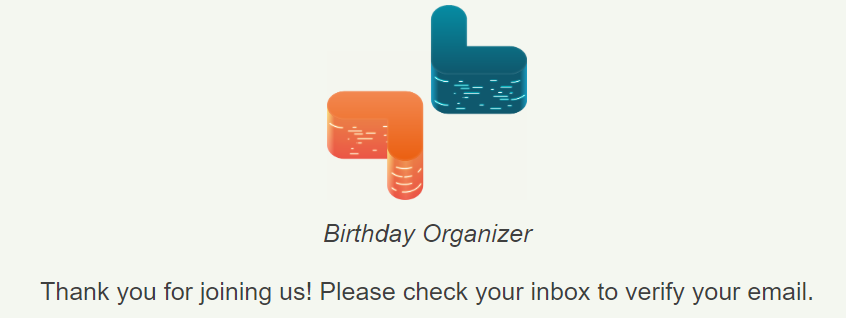 Birthday Organizer
Thank you for joining us! Please check your inbox to verify your email.